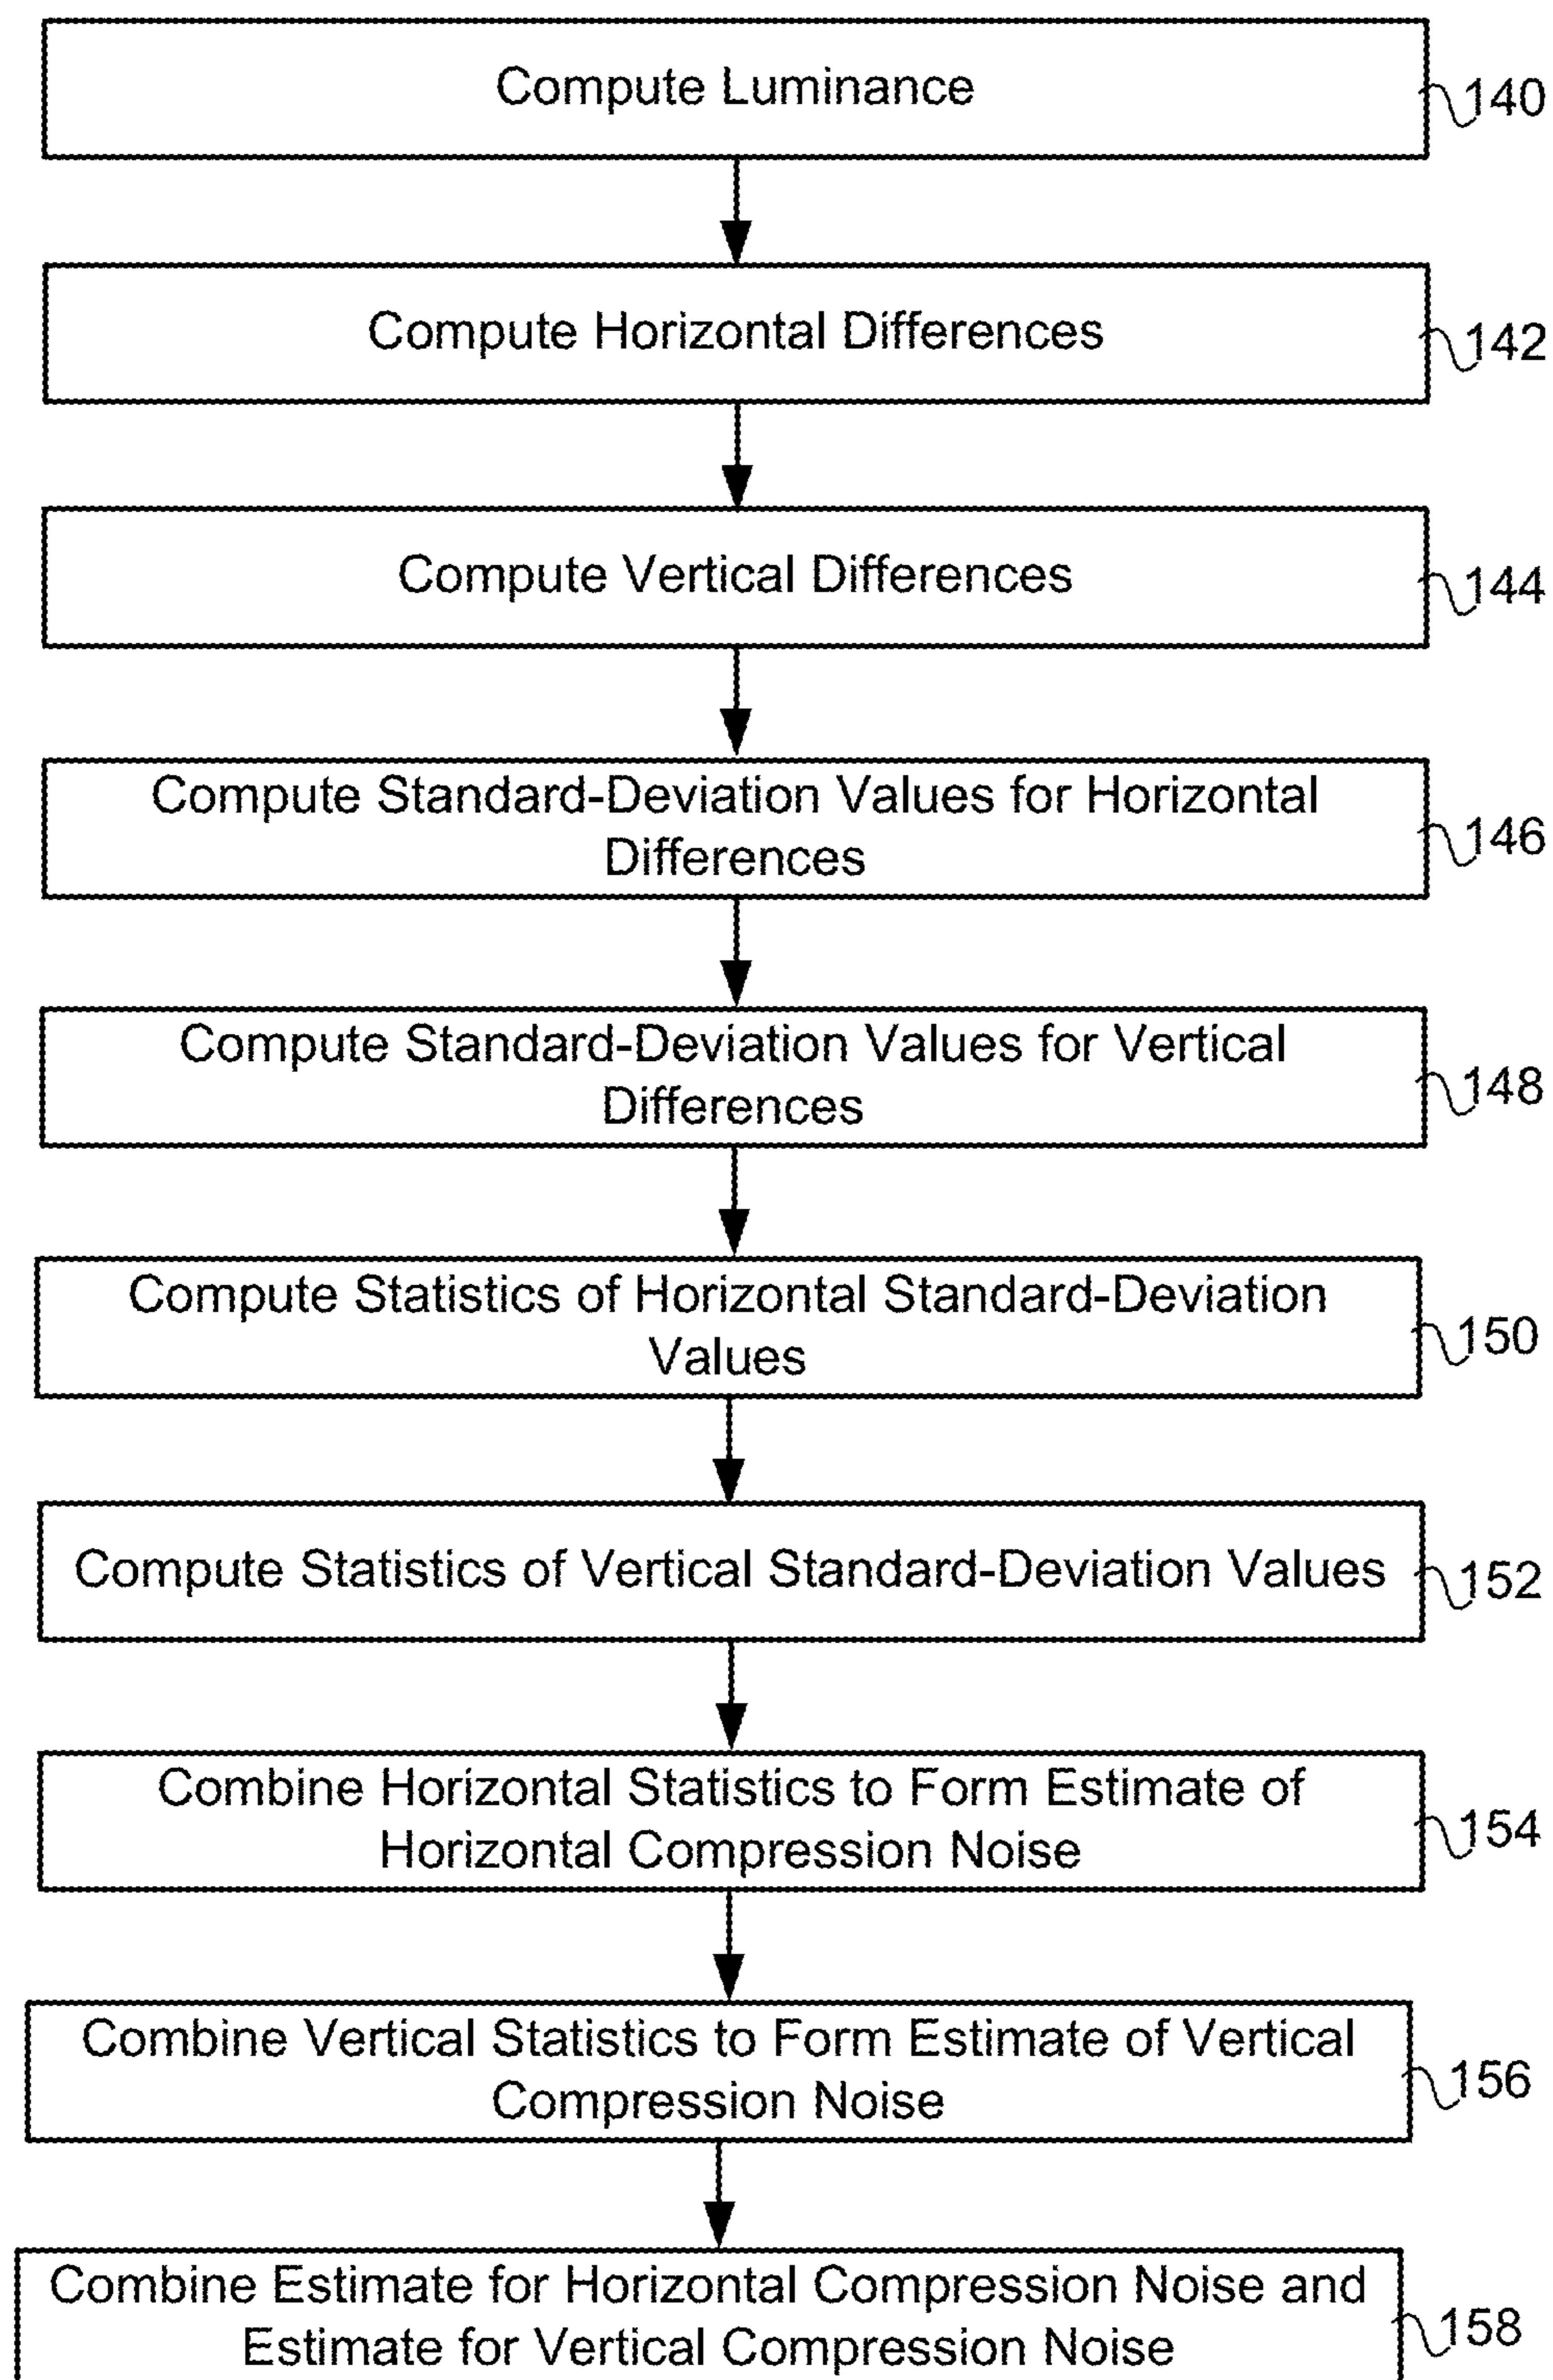 Compute Luminance
140
Compute Horizontal Differences
142
Compute Vertical Differences
144
Compute Standard-Deviation Values for Horizontal
Differences
146
Compute Standard-Deviation Values for Vertical
Differences
148
Compute Statistics of Horizontal Standard-Deviation
Values
150
Compute Statistics of Vertical Standard-Deviation Values
152
Combine Horizontal Statistics to Form Estimate of
Horizontal Compression Noise
154
Combine Vertical Statistics to Form Estimate of Vertical
Compression Noise
156
Combine Estimate for Horizontal Compression Noise and
Estimate for Vertical Compression Noise
158